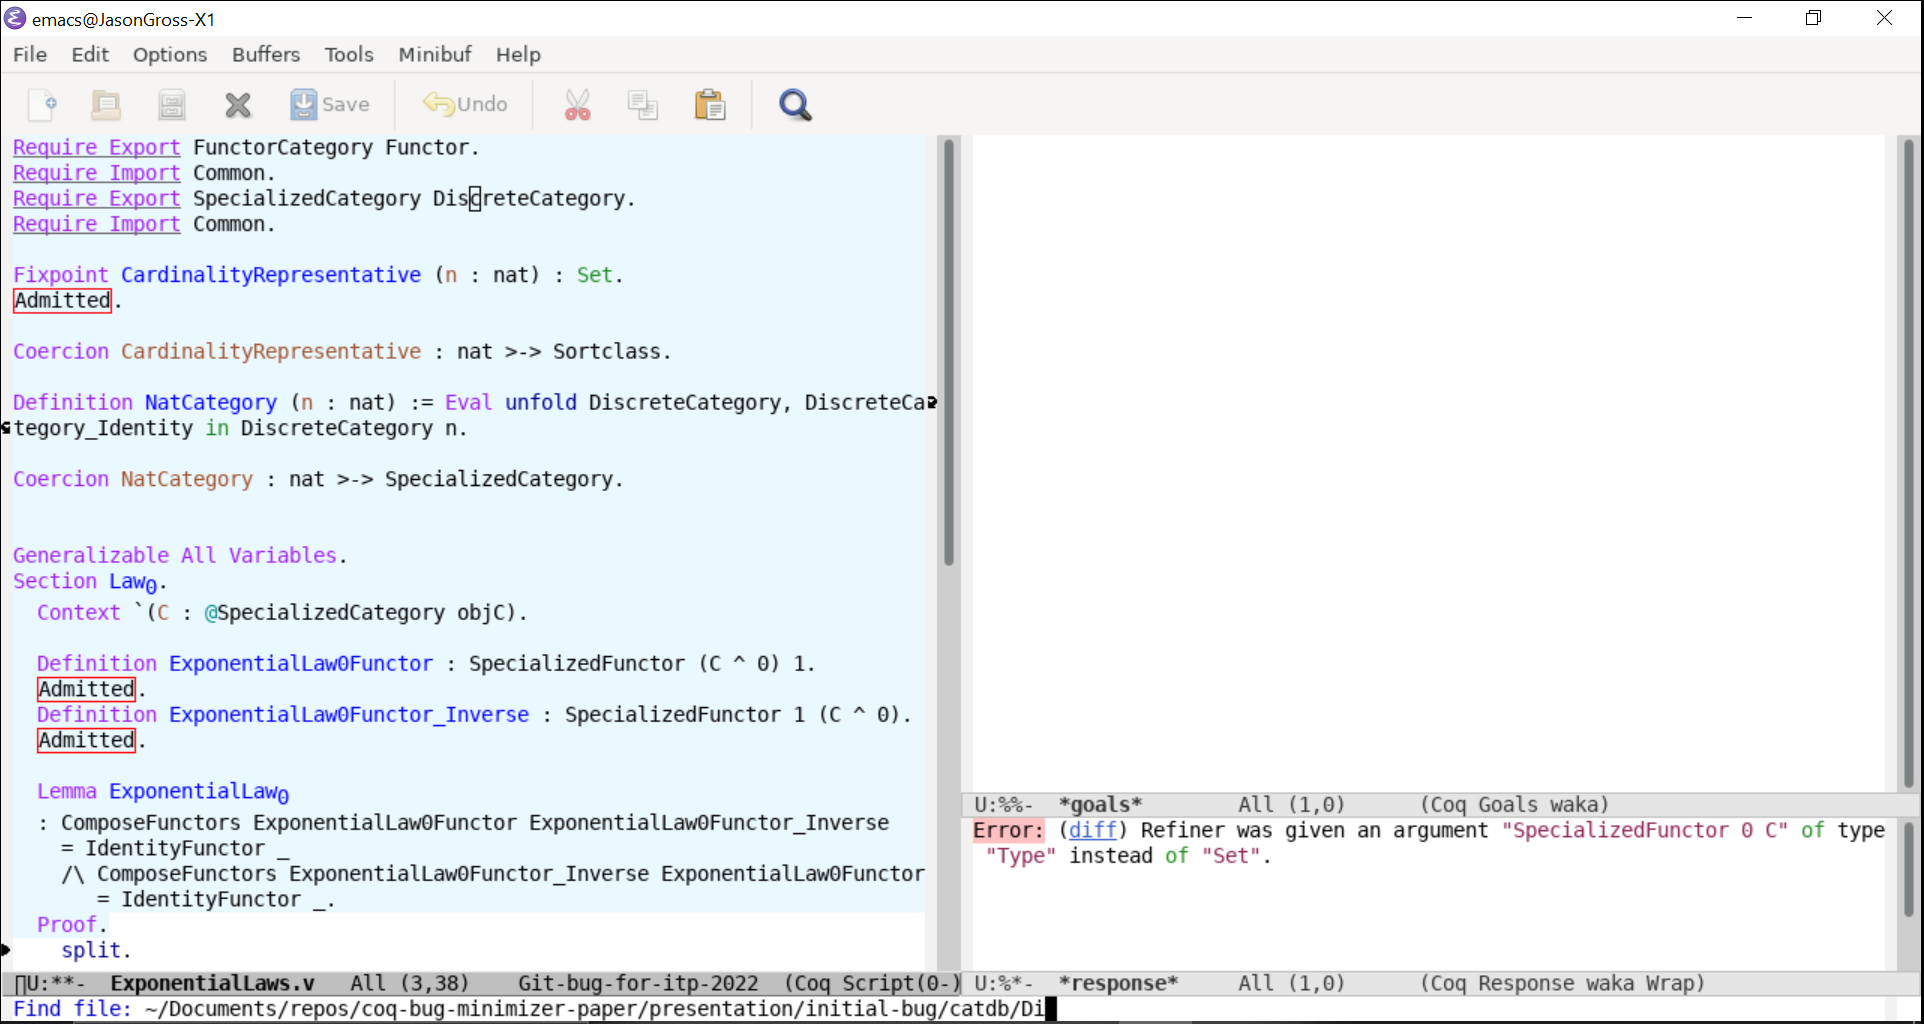 emacs@JasonGross-X1
File Edit Options Buffers Tools Minibuf Help
Save Undo
Require Export FunctorCategory Functor.
Require Import Common.
Require Export SpecializedCategory DiscreteCategory.
Require Import Common.
Fixpoint CardinalityRepresentative (n : nat) : Set.
Admitted.
Coercion CardinalityRepresentative : nat >-> Sortclass.
Definition NatCategory (n : nat) := Eval unfold DiscreteCategory, DiscreteCa
tegory_Identity in DiscreteCategory n.
Coercion NatCategory : nat >-> SpecializedCategory.
Generalizable All Variables.
Section Law₀.
Context `(C : @SpecializedCategory objC).
Definition ExponentialLaw0Functor : SpecializedFunctor (C ^ 0) 1.
Admitted.
Definition ExponentialLaw0Functor_Inverse : SpecializedFunctor 1 (C ^ 0).
Admitted.
Lemma ExponentialLaw₀
: ComposeFunctors ExponentialLaw0Functor ExponentialLaw0Functor_Inverse
= IdentityFunctor _
/\ ComposeFunctors ExponentialLaw0Functor_Inverse ExponentialLaw0Functor
= IdentityFunctor _.
Proof.
split.
U:**- ExponentialLaws.v All (3,38) Git-bug-for-itp-2022 (Coq Script(0-)
U:%%- *goals* All (1,0) (Coq Goals waka)
Error: (diff) Refiner was given an argument "SpecializedFunctor 0 C" of type
"Type" instead of "Set".
U:%*- *response* All (1,0) (Coq Response waka Wrap)
Find file: ~/Documents/repos/coq-bug-minimizer-paper/presentation/initial-bug/catdb/Di